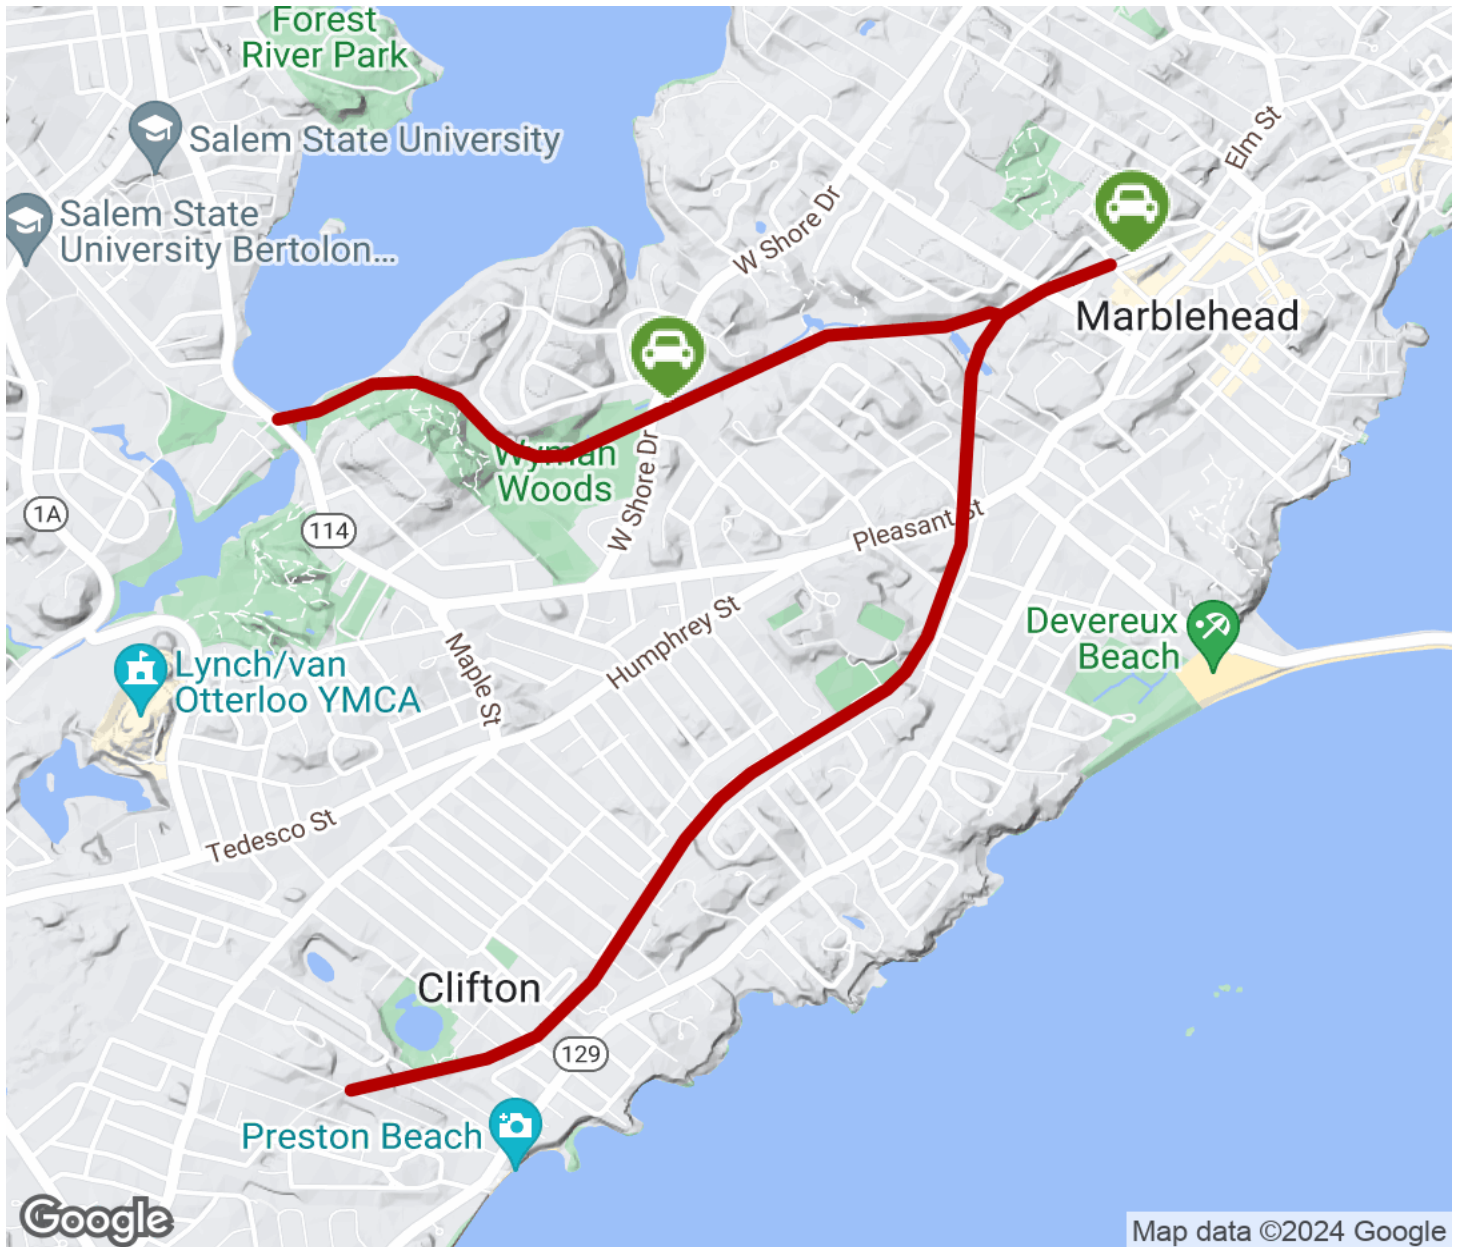 Forest
River Park
Salem State University
Salem State
University Bertolon...
Elm St
W Shore Dr
Marblehead
Wyman
Woods
W Shore Dr
1A
114
Pleasant St
Humphrey St
Devereux
Beach
Maple St
Lynch/van
Otterloo YMCA
Tedesco St
Clifton
129
Preston Beach
Google
Map data ©2024 Google